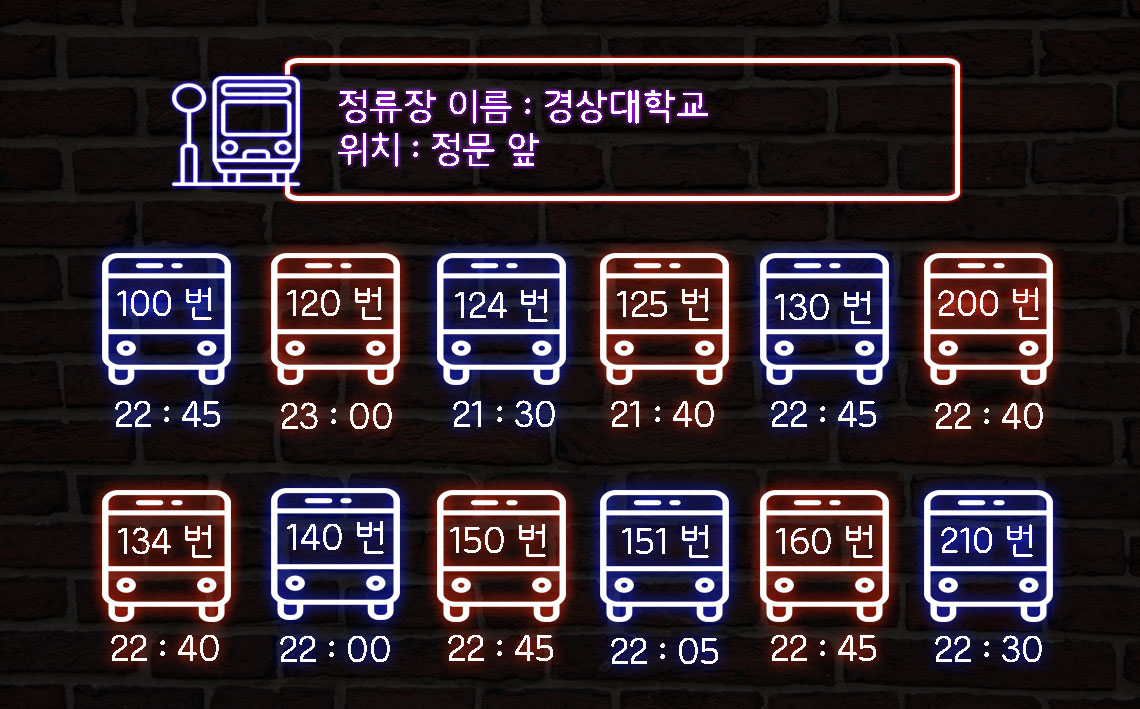 정류장 이름 : 경상대학교
위치 : 정문 앞
100 번 120 번 124 번 125 번 130 번 200 번
22 : 45 23 : 00 21 : 30 21 : 40 22 : 45 22 : 40
134 번 140 번 150 번 151 번 160 번 210 번
22 : 40 22 : 00 22 : 45 22 : 05 22 : 45 22 : 30